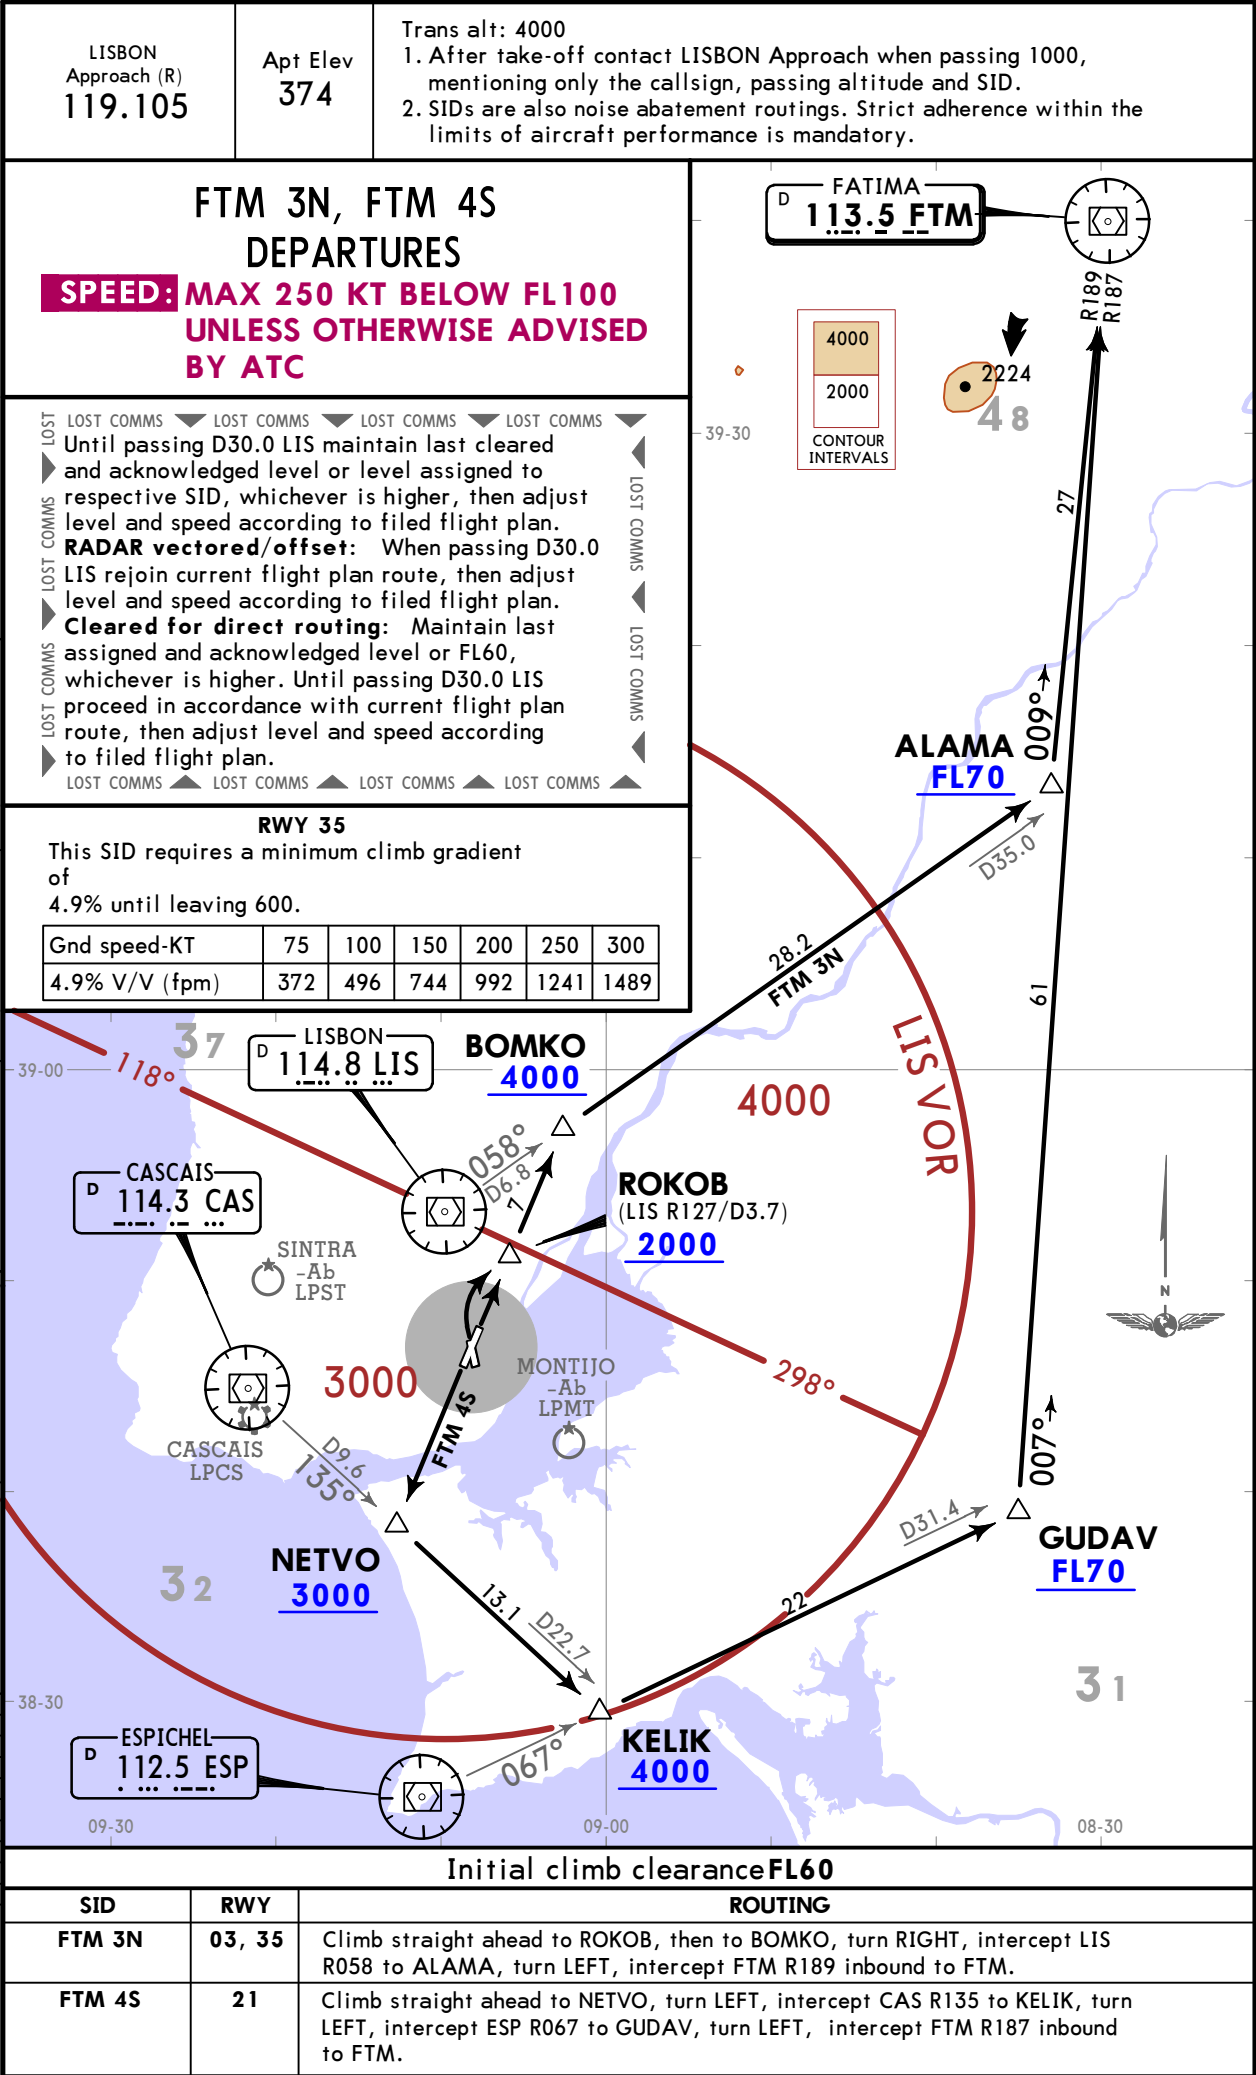 LISBON
Approach (R)
119.105
Apt Elev
374
Trans alt: 4000
1. After take-off contact LISBON Approach when passing 1000,
mentioning only the callsign, passing altitude and SID.
2. SIDs are also noise abatement routings. Strict adherence within the
limits of aircraft performance is mandatory.
FTM 3N, FTM 4S
DEPARTURES
SPEED: MAX 250 KT BELOW FL100
UNLESS OTHERWISE ADVISED
BY ATC
LOST COMMS LOST COMMS LOST COMMS LOST COMMS
LOST
LOST COMMS
LOST COMMS
LOST COMMS
LOST COMMS
Until passing D30.0 LIS maintain last cleared
and acknowledged level or level assigned to
respective SID, whichever is higher, then adjust
level and speed according to filed flight plan.
RADAR vectored/offset: When passing D30.0
LIS rejoin current flight plan route, then adjust
level and speed according to filed flight plan.
Cleared for direct routing: Maintain last
assigned and acknowledged level or FL60,
whichever is higher. Until passing D30.0 LIS
proceed in accordance with current flight plan
route, then adjust level and speed according
to filed flight plan.
LOST COMMS LOST COMMS LOST COMMS LOST COMMS
RWY 35
This SID requires a minimum climb gradient
of
4.9% until leaving 600.
Gnd speed-KT 75 100 150 200 250 300
4.9% V/V (fpm) 372 496 744 992 1241 1489
FATIMA
D 113.5 FTM
R189
R187
4000
2000
CONTOUR
INTERVALS
2224
48
39-30
27
009°
ALAMA
FL70
D35.0
28.2
FTM 3N
61
LIS VOR
37
LISBON
D 114.8 LIS
BOMKO
4000
39-00
118°
4000
058°
D6.8
7
CASCAIS
D 114.3 CAS
ROKOB
(LIS R127/D3.7)
2000
SINTRA
-Ab
LPST
N
3000
MONTIJO
-Ab
LPMT
298°
FTM 4S
CASCAIS
LPCS
D9.6
135°
007°
D31.4
GUDAV
FL70
NETVO
3000
32
13.1
D22.7
22
31
38-30
ESPICHEL
D 112.5 ESP
067°
KELIK
4000
09-30
09-00
08-30
Initial climb clearance FL60
SID RWY ROUTING
FTM 3N 03, 35 Climb straight ahead to ROKOB, then to BOMKO, turn RIGHT, intercept LIS
R058 to ALAMA, turn LEFT, intercept FTM R189 inbound to FTM.
FTM 4S 21 Climb straight ahead to NETVO, turn LEFT, intercept CAS R135 to KELIK, turn
LEFT, intercept ESP R067 to GUDAV, turn LEFT, intercept FTM R187 inbound
to FTM.